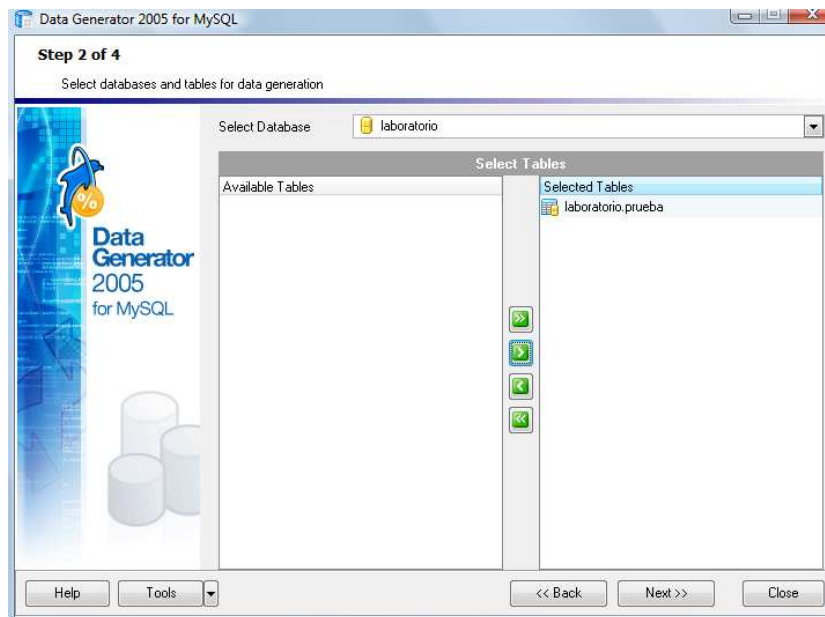 Data Generator 2005 for MySQL
Step 2 of 4
Select databases and tables for data generation
Select Database
laboratorio
Select Tables
Available Tables
Selected Tables
laboratorio.prueba
%
Data
Generator
2005
for MySQL
Help
Tools
<< Back
Next >>
Close